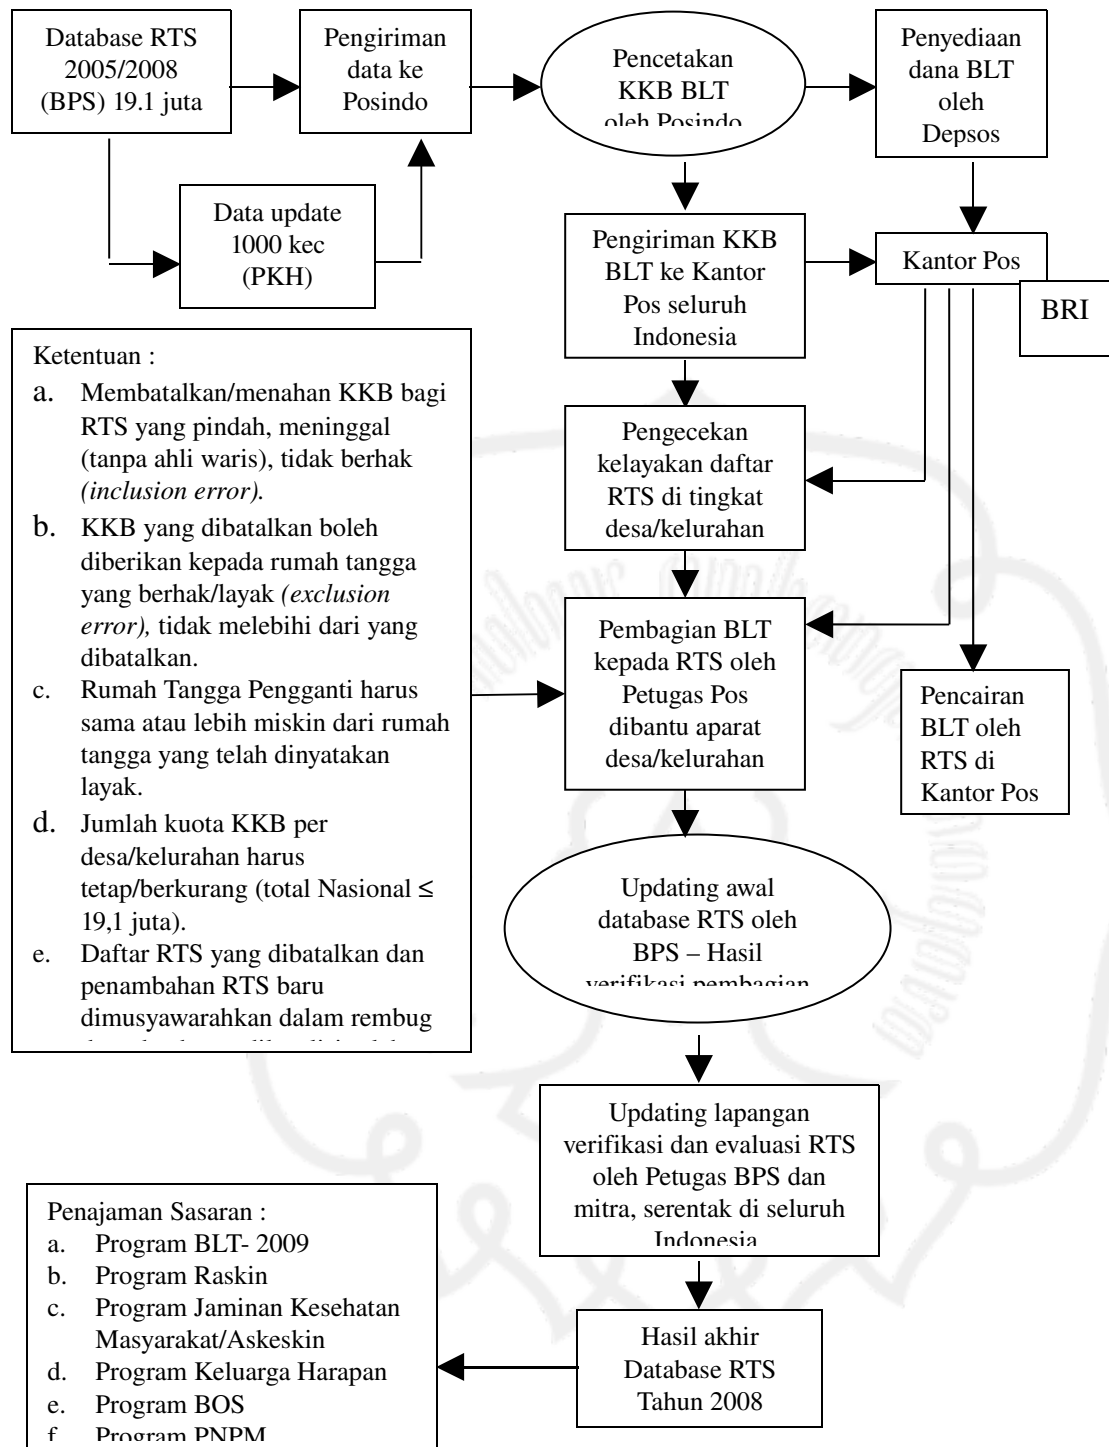 Database RTS
2005/2008
(BPS) 19.1 juta
Pengiriman
data ke
Posindo
Pencetakan
KKB BLT
oleh Posindo
Penyediaan
dana BLT
oleh
Depsos
Data update
1000 kec
(PKH)
Pengiriman KKB
BLT ke Kantor
Pos seluruh
Indonesia
Kantor Pos
BRI
Ketentuan :
a. Membatalkan/menahan KKB bagi
RTS yang pindah, meninggal
(tanpa ahli waris), tidak berhak
(inclusion error).
b. KKB yang dibatalkan boleh
diberikan kepada rumah tangga
yang berhak/layak (exclusion
error), tidak melebihi dari yang
dibatalkan.
c. Rumah Tangga Pengganti harus
sama atau lebih miskin dari rumah
tangga yang telah dinyatakan
layak.
d. Jumlah kuota KKB per
desa/kelurahan harus
tetap/berkurang (total Nasional ≤
19,1 juta).
e. Daftar RTS yang dibatalkan dan
penambahan RTS baru
dimusyawarahkan dalam rembug
Pengecekan
kelayakan daftar
RTS di tingkat
desa/kelurahan
Pembagian BLT
kepada RTS oleh
Petugas Pos
dibantu aparat
desa/kelurahan
Pencairan
BLT oleh
RTS di
Kantor Pos
Updating awal
database RTS oleh
BPS – Hasil
verifikasi pembagian
Updating lapangan
verifikasi dan evaluasi RTS
oleh Petugas BPS dan
mitra, serentak di seluruh
Indonesia
Penajaman Sasaran :
a. Program BLT- 2009
b. Program Raskin
c. Program Jaminan Kesehatan
Masyarakat/Askeskin
d. Program Keluarga Harapan
e. Program BOS
f. Program PNPM
Hasil akhir
Database RTS
Tahun 2008